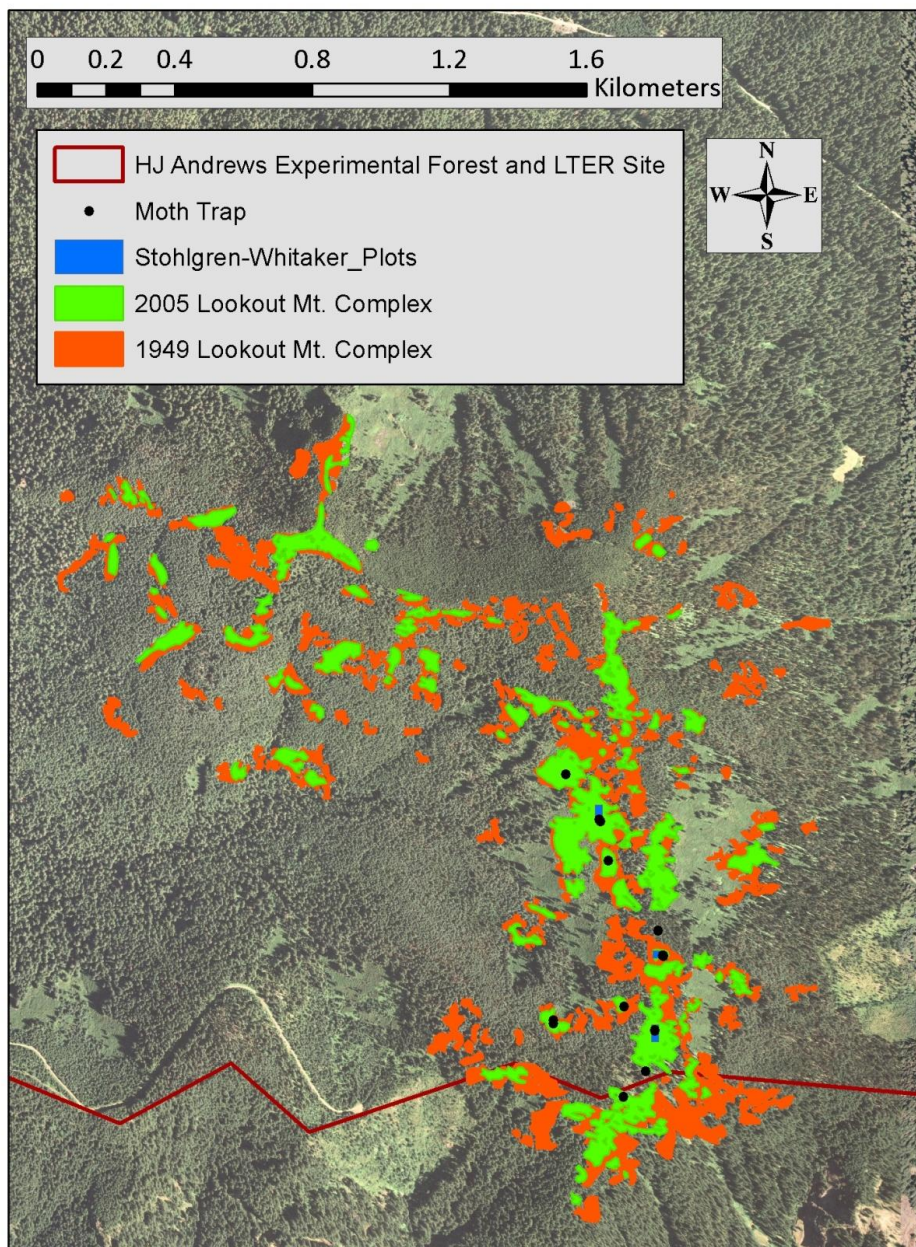 0 0.2 0.4 0.8 1.2 1.6
Kilometers
HJ Andrews Experimental Forest and LTER Site
Moth Trap
Stohlgren-Whitaker_Plots
2005 Lookout Mt. Complex
1949 Lookout Mt. Complex
N
W E
S